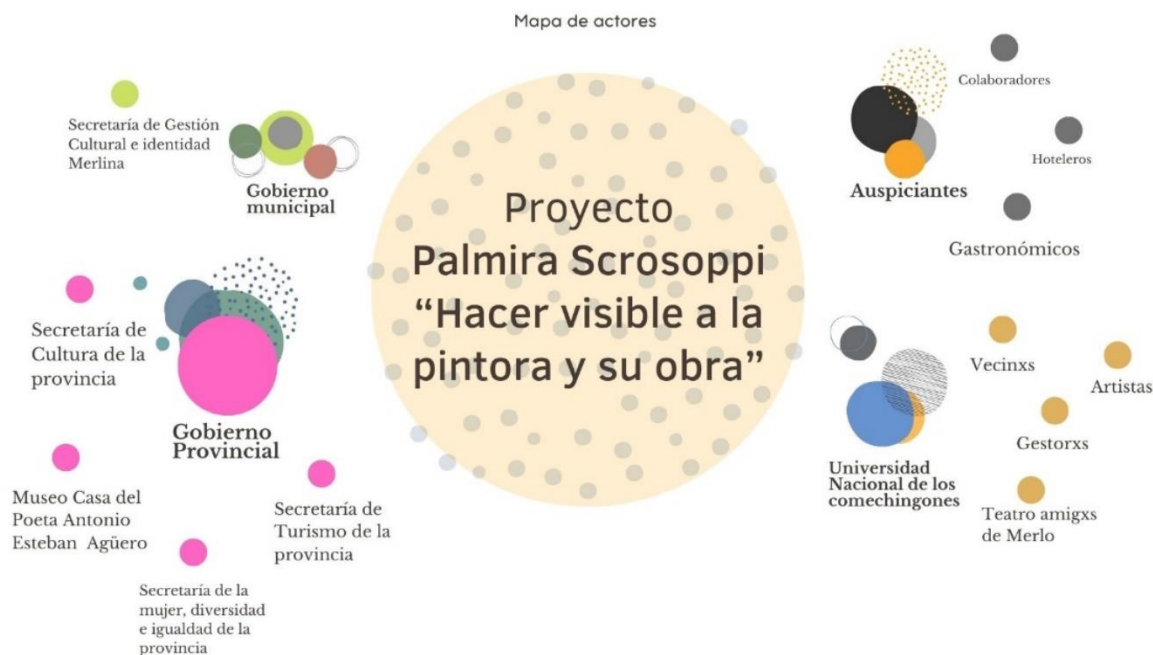 Mapa de actores
Secretaría de Gestión
Cultural e identidad
Merlina
Gobierno
municipal
Secretaría de
Cultura de la
provincia
Gobierno
Provincial
Museo Casa del
Poeta Antonio
Esteban Agüero
Secretaría de
Turismo de la
provincia
Secretaría de la
mujer, diversidad
e igualdad de la
provincia
Proyecto
Palmira Scrosoppi
“Hacer visible a la
pintora y su obra”
Colaboradores
Hoteleros
Auspiciantes
Gastronómicos
Vecinxs
Artistas
Gestorxs
Universidad
Nacional de los
comechingones
Teatro amigxs
de Merlo